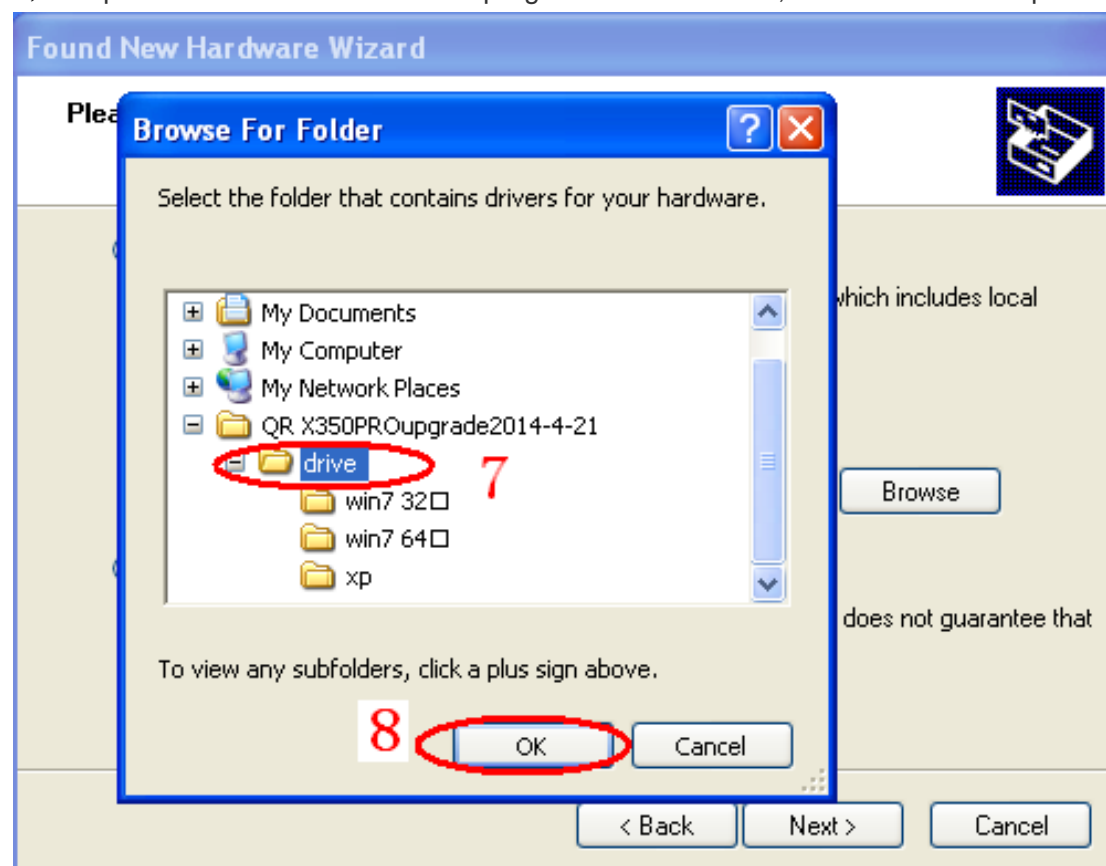 Found New Hardware Wizard
Plea
Browse For Folder
Select the folder that contains drivers for your hardware.
My Documents
which includes local
My Computer
My Network Places
QR X350PROupgrade2014-4-21
drive 7
win7 32□
Browse
win7 64□
xp
does not guarantee that
To view any subfolders, click a plus sign above.
8 OK Cancel
< Back Next > Cancel